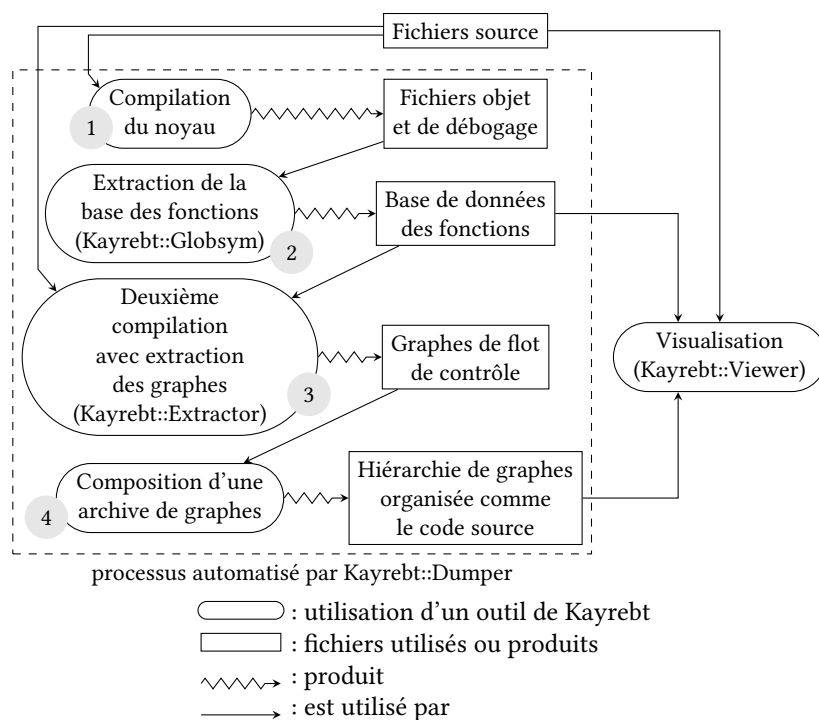 Fichiers source
Compilation
du noyau
1
Fichiers objet
et de débogage
Extraction de la
base des fonctions
(Kayrebt::Globsym)
2
Base de données
des fonctions
Deuxième
compilation
avec extraction
des graphes
(Kayrebt::Extractor)
3
Graphes de flot
de contrôle
Visualisation
(Kayrebt::Viewer)
Composition d'une
archive de graphes
4
Hiérarchie de graphes
organisée comme
le code source
processus automatisé par Kayrebt::Dumper
: utilisation d'un outil de Kayrebt
: fichiers utilisés ou produits
: produit
: est utilisé par